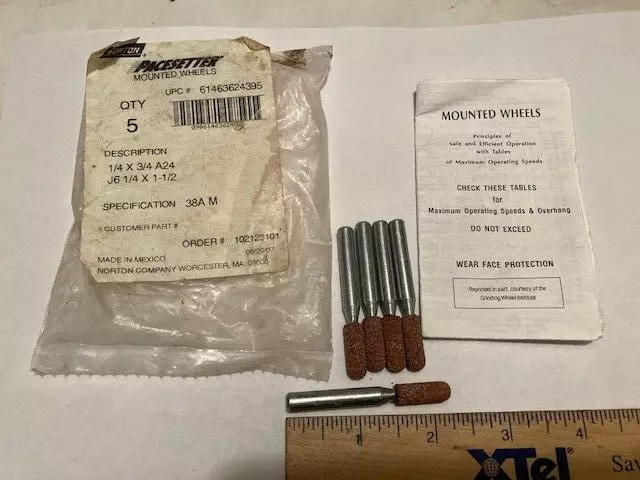 NORTON
PACESETTER
MOUNTED WHEELS
UPC # 61463624395
QTY
5
DESCRIPTION
1/4 X 3/4 A24
J6 1/4 X 1-1/2
SPECIFICATION 38A M
CUSTOMER PART #
ORDER #
MADE IN MEXICO
NORTON COMPANY WORCESTER, MA
MOUNTED WHEELS
Principles of
Safe and Efficient Operation
with Tables
of Maximum Operating Speeds
CHECK THESE TABLES
for
Maximum Operating Speeds & Overhang
DO NOT EXCEED
WEAR FACE PROTECTION
Reprinted in part, courtesy of the
Grinding Wheel Institute
1 2 3 4
XTel
Sav